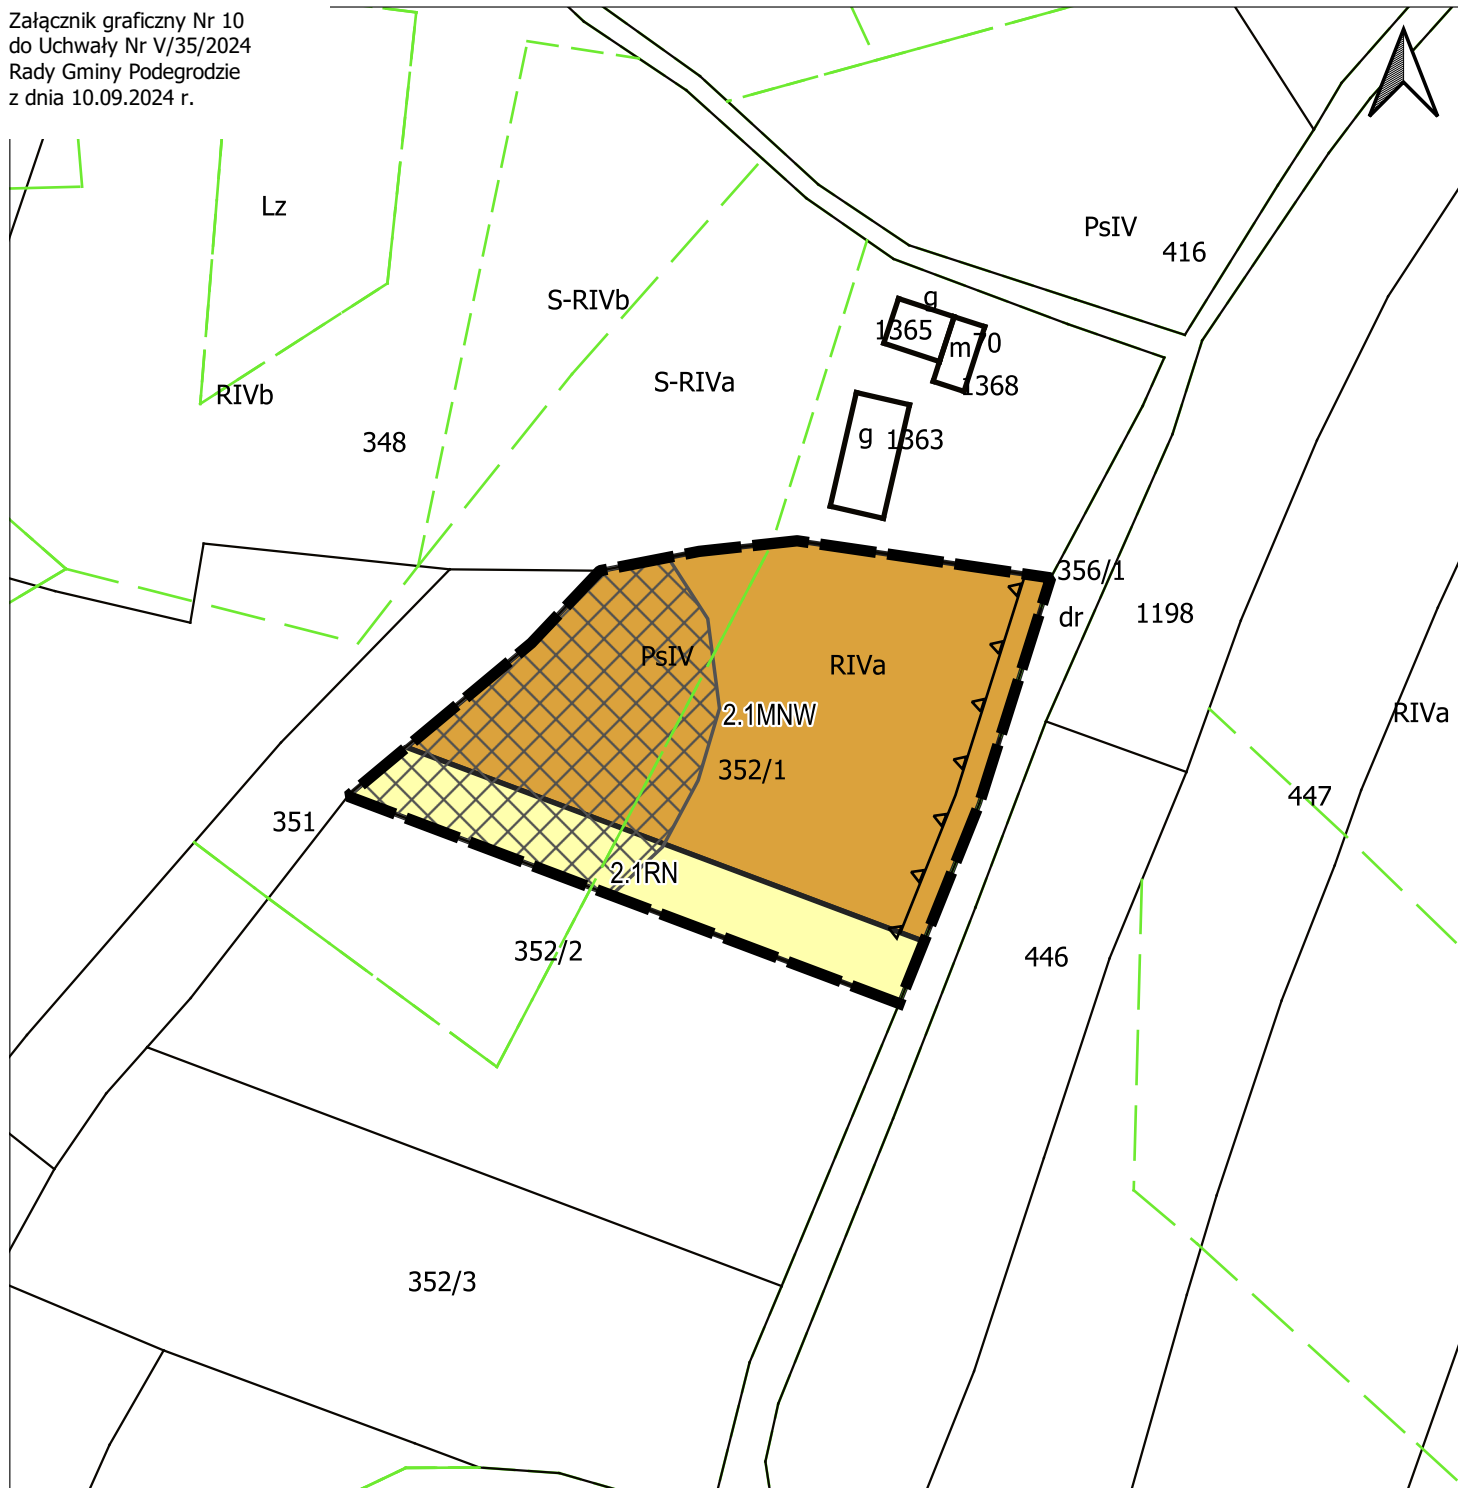 Załącznik graficzny Nr 10
do Uchwały Nr V/35/2024
Rady Gminy Podegrodzie
z dnia 10.09.2024 r.
Lz
PsIV
416
S-RIVb
g
1365
m
70
S-RIVa
1368
RIVb
348
g
1363
356/1
dr
1198
PsIV
RIVa
2.1MNW
RIVa
352/1
447
351
2.1RN
352/2
446
352/3